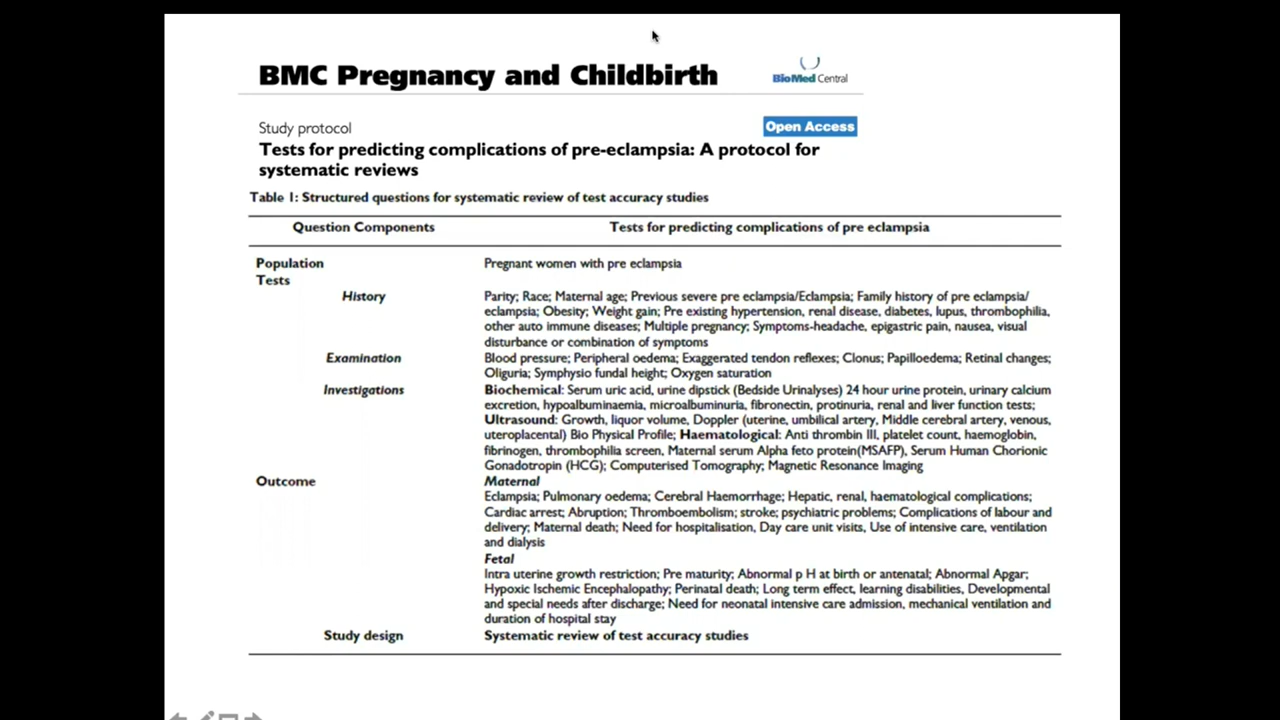 BMC Pregnancy and Childbirth
BioMed Central
Study protocol
Open Access
Tests for predicting complications of pre-eclampsia: A protocol for
systematic reviews
Table 1: Structured questions for systematic review of test accuracy studies
Question Components Tests for predicting complications of pre eclampsia
Population Pregnant women with pre eclampsia
Tests
History Parity; Race; Maternal age; Previous severe pre eclampsia/Eclampsia; Family history of pre eclampsia/
eclampsia; Obesity; Weight gain; Pre existing hypertension, renal disease, diabetes, lupus, thrombophilia,
other auto immune diseases; Multiple pregnancy; Symptoms-headache, epigastric pain, nausea, visual
disturbance or combination of symptoms
Examination Blood pressure; Peripheral oedema; Exaggerated tendon reflexes; Clonus; Papilloedema; Retinal changes;
Oliguria; Symphysio fundal height; Oxygen saturation
Investigations Biochemical: Serum uric acid, urine dipstick (Bedside Urinalyses) 24 hour urine protein, urinary calcium
excretion, hypoalbuminaemia, microalbuminuria, fibronectin, protinuria, renal and liver function tests;
Ultrasound: Growth, liquor volume, Doppler (uterine, umbilical artery, Middle cerebral artery, venous,
uteroplacental) Bio Physical Profile; Haematological: Anti thrombin III, platelet count, haemoglobin,
fibrinogen, thrombophilia screen, Maternal serum Alpha feto protein(MSAFP), Serum Human Chorionic
Gonadotropin (HCG); Computerised Tomography; Magnetic Resonance Imaging
Outcome Maternal
Eclampsia; Pulmonary oedema; Cerebral Haemorrhage; Hepatic, renal, haematological complications;
Cardiac arrest; Abruption; Thromboembolism; stroke; psychiatric problems; Complications of labour and
delivery; Maternal death; Need for hospitalisation, Day care unit visits, Use of intensive care, ventilation
and dialysis
Fetal
Intra uterine growth restriction; Pre maturity; Abnormal p H at birth or antenatal; Abnormal Apgar;
Hypoxic Ischemic Encephalopathy; Perinatal death; Long term effect, learning disabilities, Developmental
and special needs after discharge; Need for neonatal intensive care admission, mechanical ventilation and
duration of hospital stay
Study design Systematic review of test accuracy studies